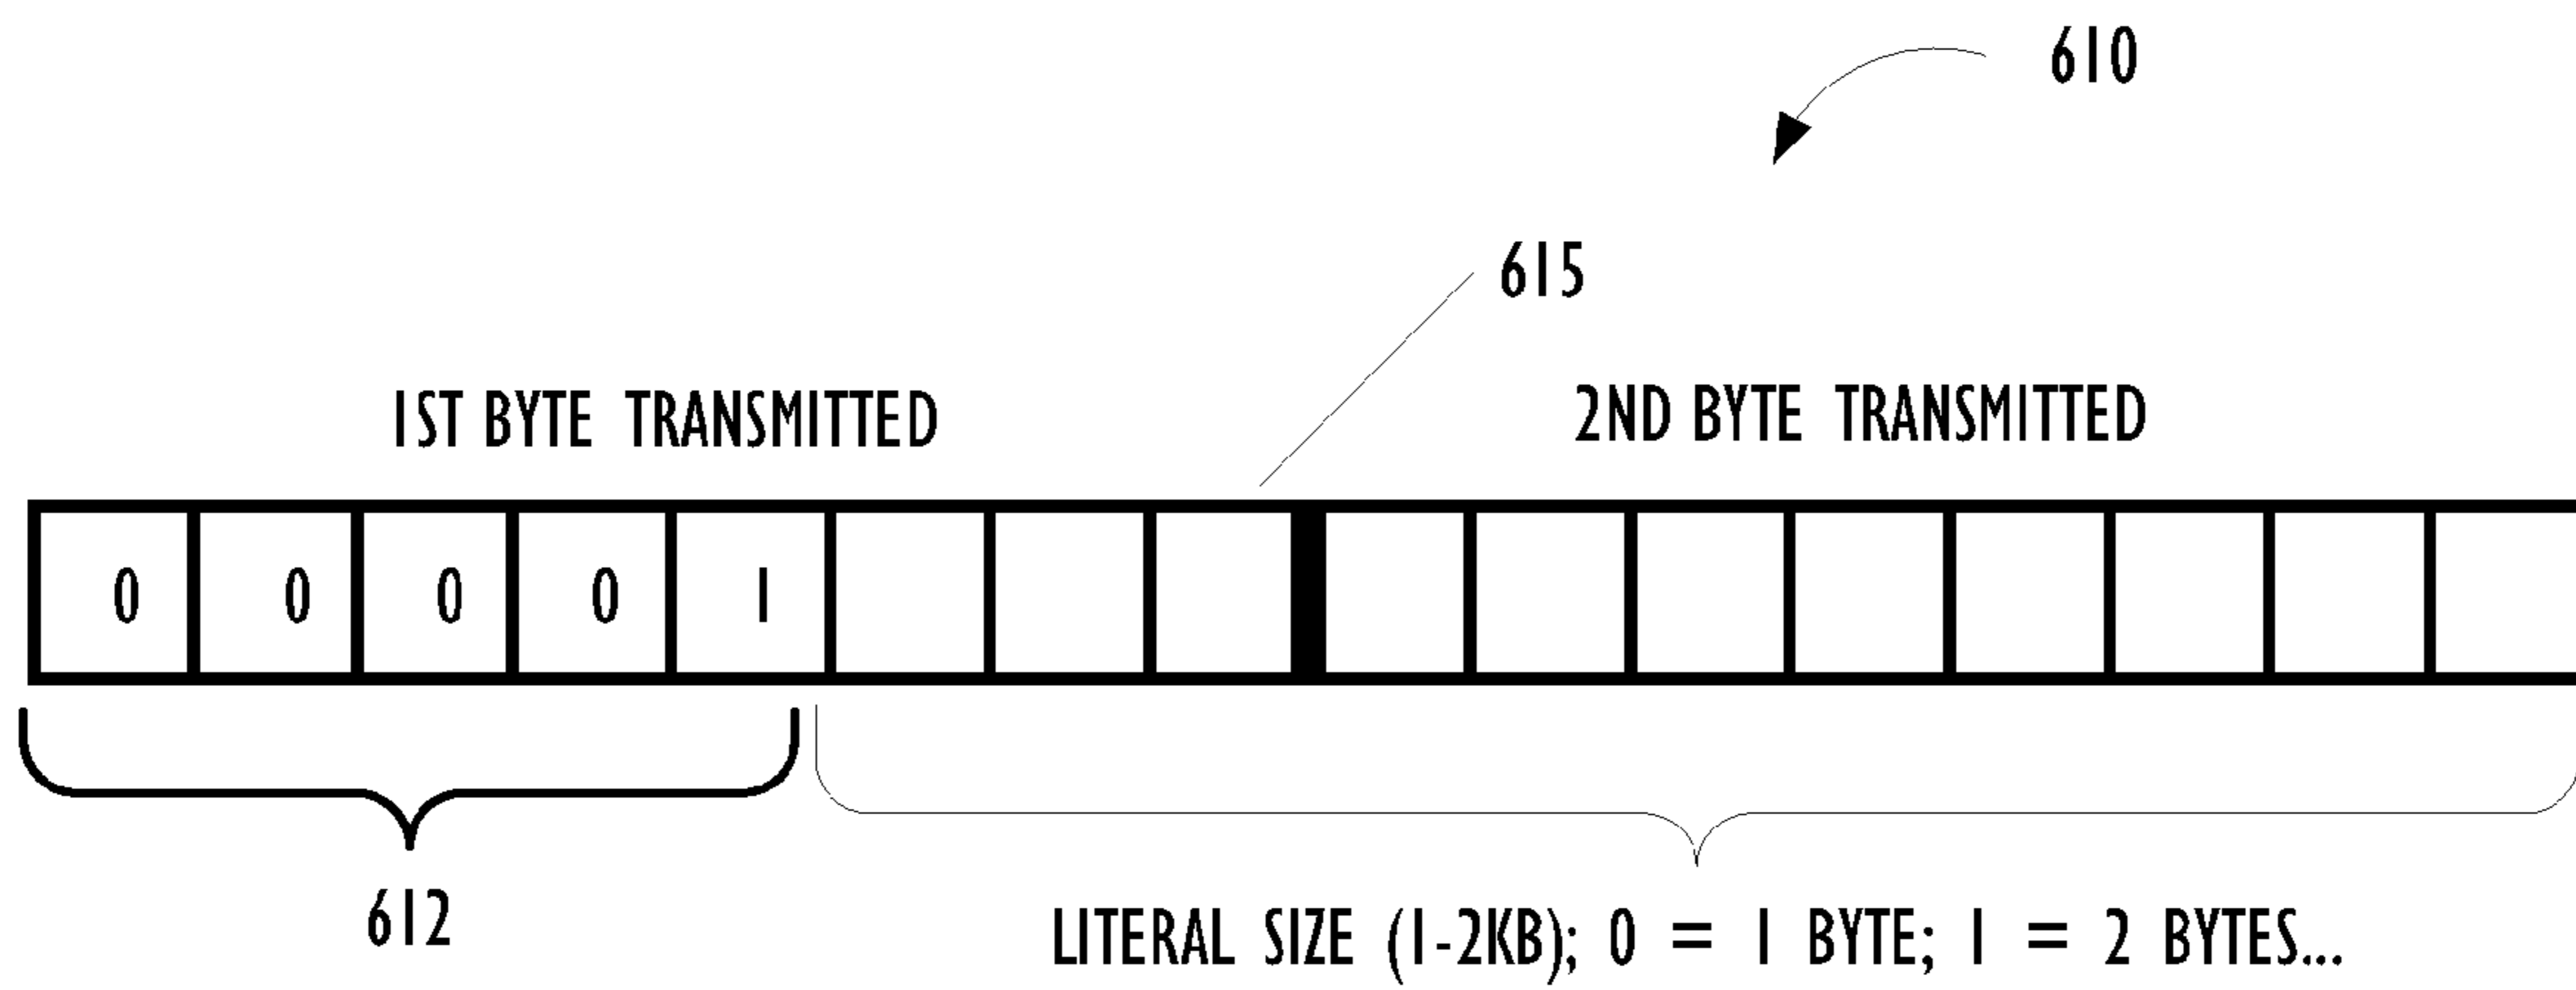 610
615
1ST BYTE TRANSMITTED 2ND BYTE TRANSMITTED
0 0 0 0 1
612
LITERAL SIZE (1-2KB); 0 = 1 BYTE; 1 = 2 BYTES...